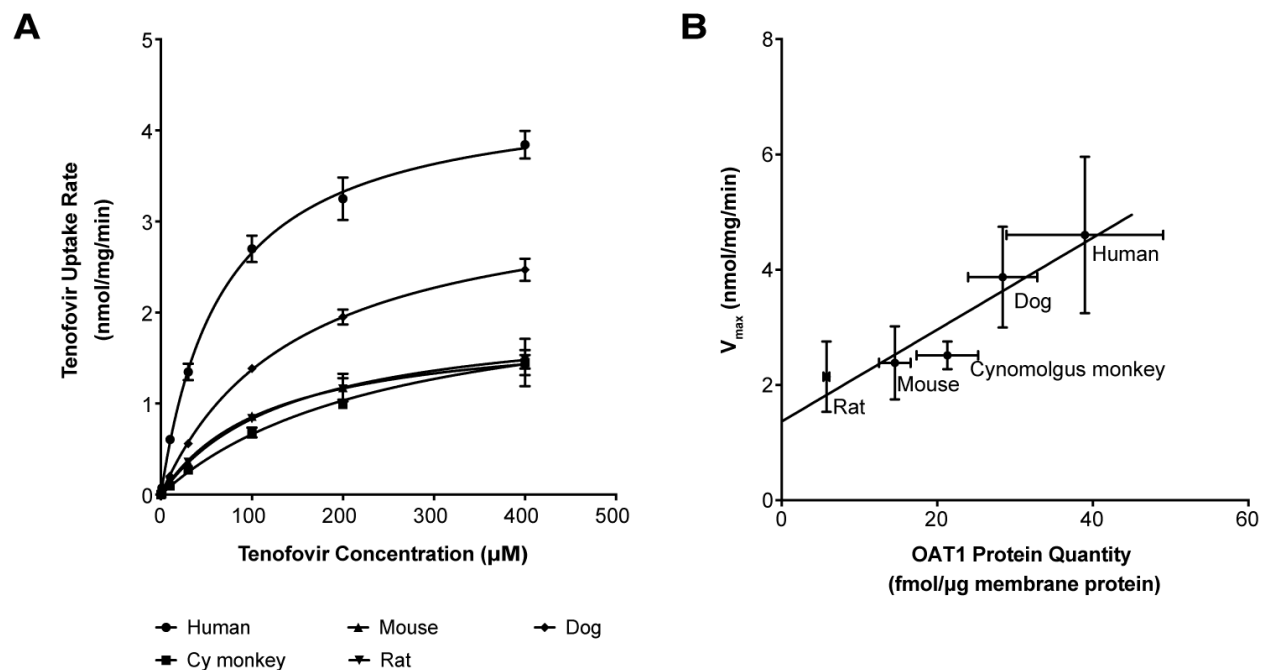 A
5
4
3
2
1
0
Tenofovir Uptake Rate
(nmol/mg/min)
0
100
200
300
400
500
Tenofovir Concentration (µM)
Human
Mouse
Dog
Cy monkey
Rat
B
8
6
4
2
0
Vmax (nmol/mg/min)
Human
Dog
Cynomolgus monkey
Mouse
Rat
0
20
40
60
OAT1 Protein Quantity
(fmol/µg membrane protein)